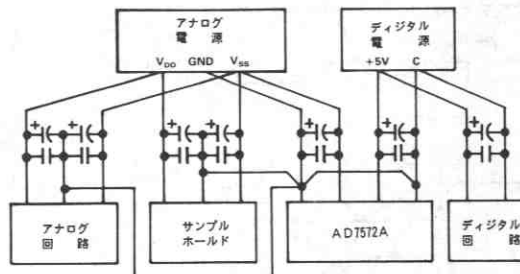 アナログ
電源
V_DD GND V_SS
ディジタル
電源
+5V C
+ + + + + + +
アナログ
回路
サンプル
ホールド
AD7572A
ディジタル
回路